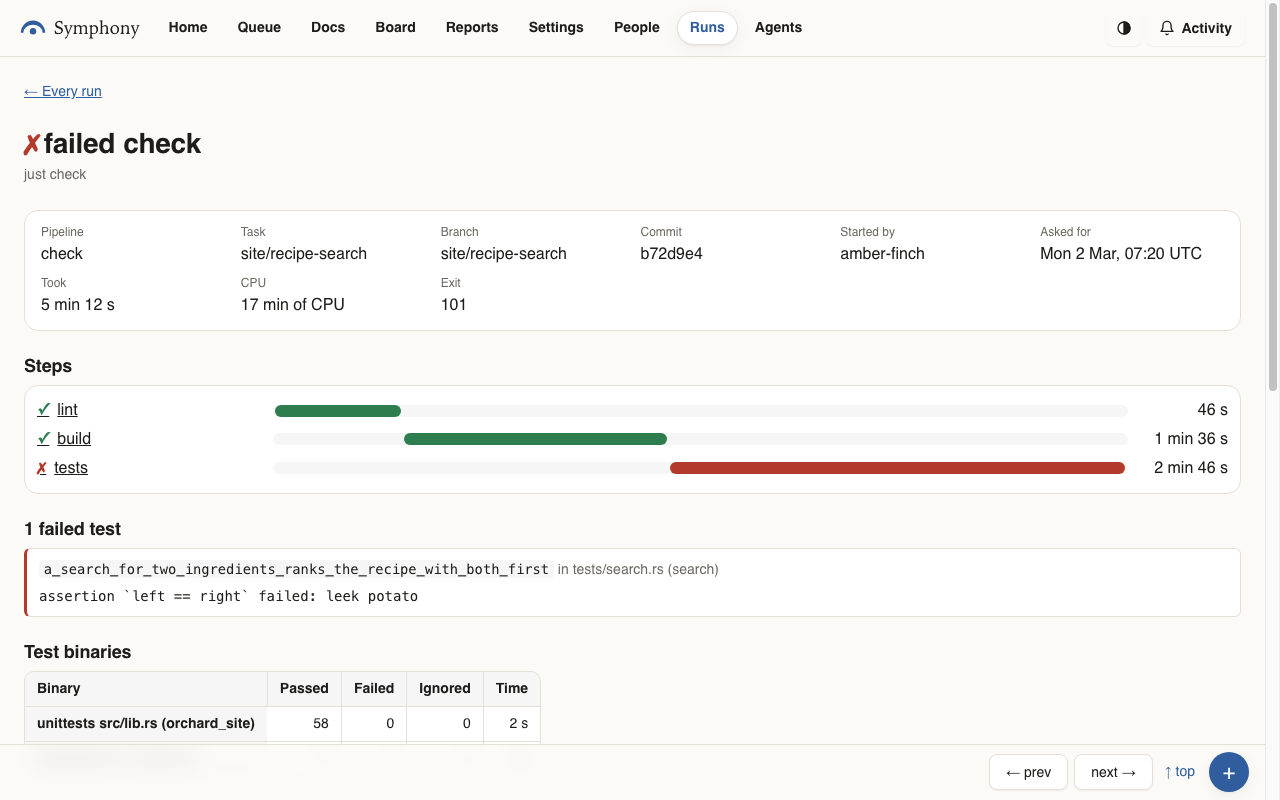 Symphony Home Queue Docs Board Reports Settings People Runs Agents Activity
← Every run
✗ failed check
just check
Pipeline Task Branch Commit Started by Asked for
check site/recipe-search site/recipe-search b72d9e4 amber-finch Mon 2 Mar, 07:20 UTC
Took CPU Exit
5 min 12 s 17 min of CPU 101
Steps
✓ lint 46 s
✓ build 1 min 36 s
✗ tests 2 min 46 s
1 failed test
a_search_for_two_ingredients_ranks_the_recipe_with_both_first in tests/search.rs (search)
assertion `left == right` failed: leek potato
Test binaries
Binary Passed Failed Ignored Time
unittests src/lib.rs (orchard_site) 58 0 0 2 s
← prev next → ↑ top +